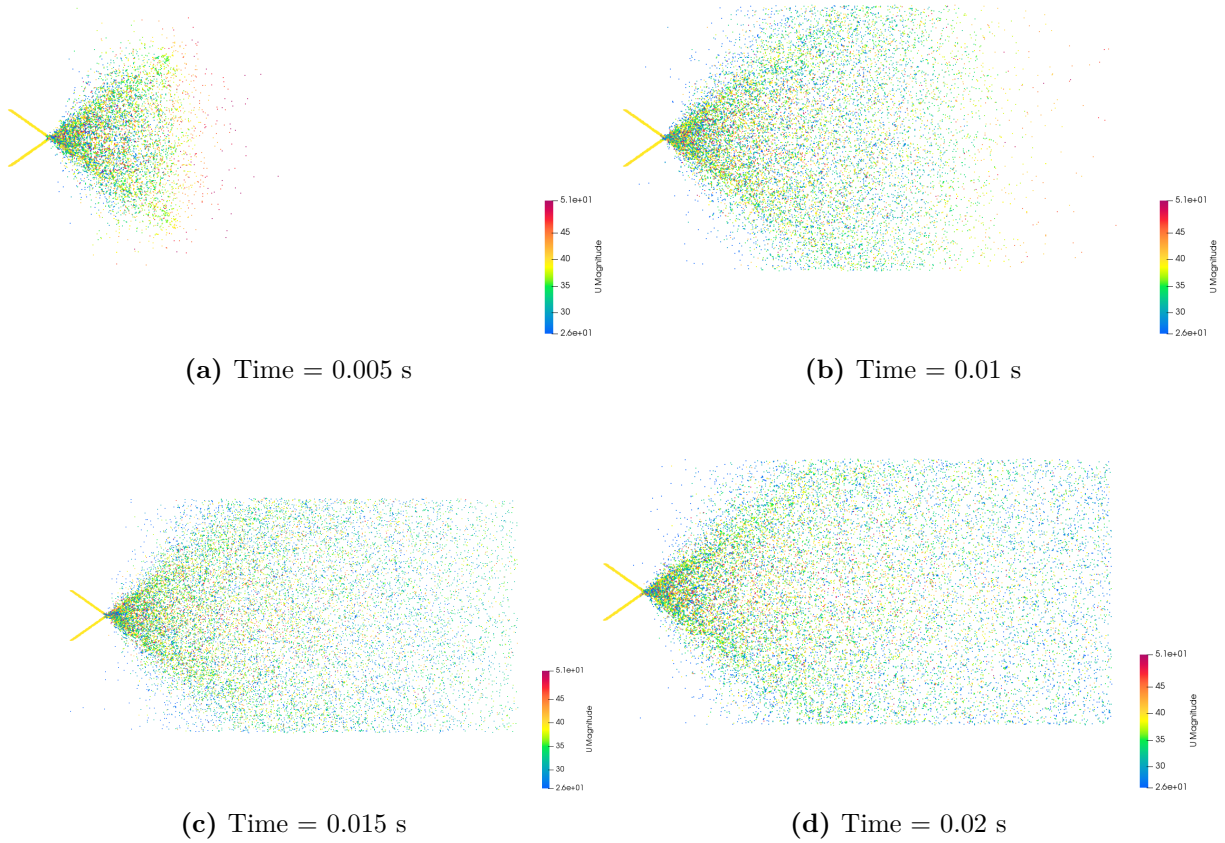 5.1e+01
45
40
35
30
2.6e+01
U Magnitude
(a) Time = 0.005 s
5.1e+01
45
40
35
30
2.6e+01
U Magnitude
(b) Time = 0.01 s
5.1e+01
45
40
35
30
2.6e+01
U Magnitude
(c) Time = 0.015 s
5.1e+01
45
40
35
30
2.6e+01
U Magnitude
(d) Time = 0.02 s